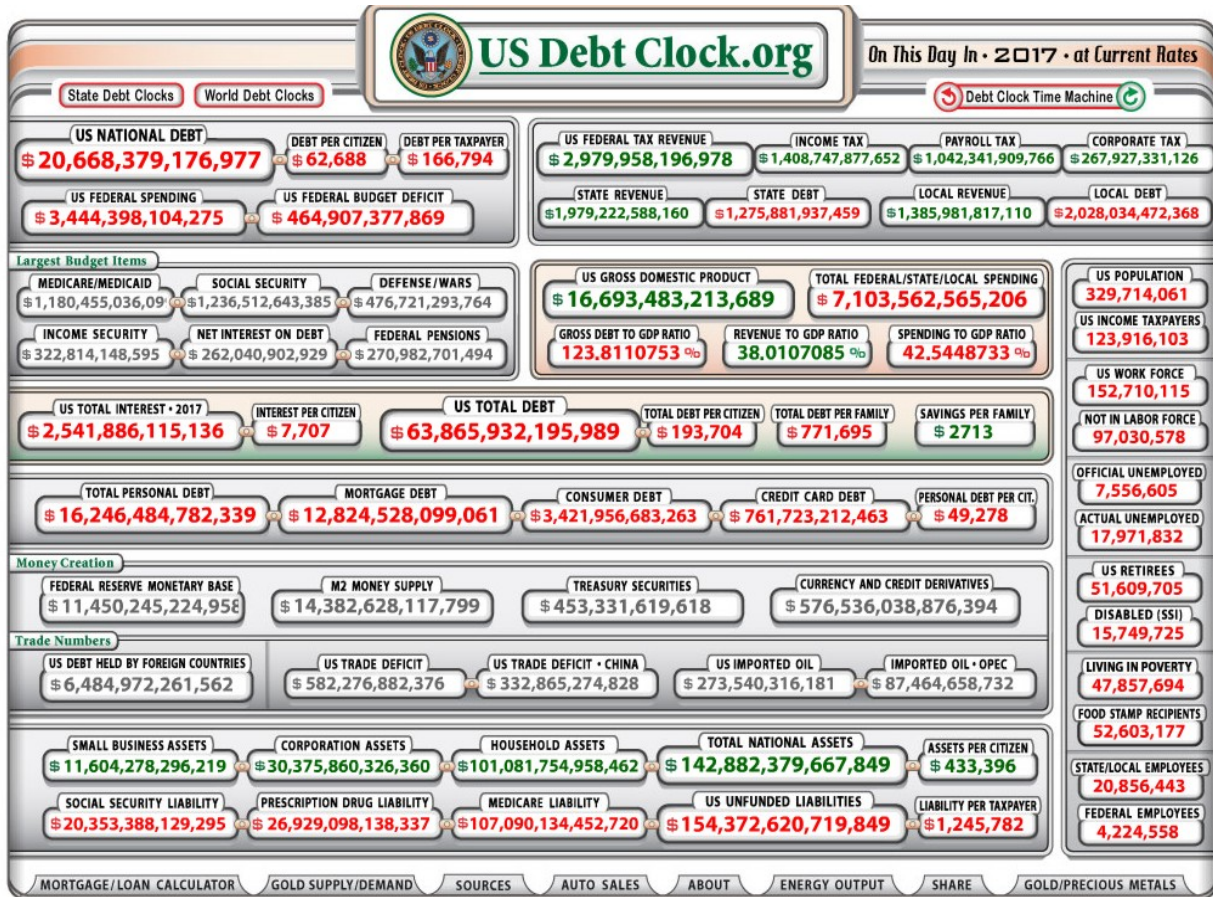 US Debt Clock.org
On This Day In • 2017 • at Current Rates
State Debt Clocks
World Debt Clocks
Debt Clock Time Machine
US NATIONAL DEBT
$ 20,668,379,176,977
DEBT PER CITIZEN
$ 62,688
DEBT PER TAXPAYER
$ 166,794
US FEDERAL SPENDING
$ 3,444,398,104,275
US FEDERAL BUDGET DEFICIT
$ 464,907,377,869
US FEDERAL TAX REVENUE
$ 2,979,958,196,978
INCOME TAX
$ 1,408,747,877,652
PAYROLL TAX
$ 1,042,341,909,766
CORPORATE TAX
$ 267,927,331,126
STATE REVENUE
$1,979,222,588,160
STATE DEBT
$ 1,275,881,937,459
LOCAL REVENUE
$ 1,385,981,817,110
LOCAL DEBT
$ 2,028,034,472,368
Largest Budget Items
MEDICARE/MEDICAID
$ 1,180,455,036,09
SOCIAL SECURITY
$ 1,236,512,643,385
DEFENSE/WARS
$ 476,721,293,764
INCOME SECURITY
$ 322,814,148,595
NET INTEREST ON DEBT
$ 262,040,902,929
FEDERAL PENSIONS
$ 270,982,701,494
US GROSS DOMESTIC PRODUCT
$ 16,693,483,213,689
TOTAL FEDERAL/STATE/LOCAL SPENDING
$ 7,103,562,565,206
GROSS DEBT TO GDP RATIO
123.8110753 %
REVENUE TO GDP RATIO
38.0107085 %
SPENDING TO GDP RATIO
42.5448733 %
US POPULATION
329,714,061
US INCOME TAXPAYERS
123,916,103
US WORK FORCE
152,710,115
NOT IN LABOR FORCE
97,030,578
OFFICIAL UNEMPLOYED
7,556,605
ACTUAL UNEMPLOYED
17,971,832
US RETIREES
51,609,705
DISABLED (SSI)
15,749,725
LIVING IN POVERTY
47,857,694
FOOD STAMP RECIPIENTS
52,603,177
STATE/LOCAL EMPLOYEES
20,856,443
FEDERAL EMPLOYEES
4,224,558
US TOTAL INTEREST • 2017
$ 2,541,886,115,136
INTEREST PER CITIZEN
$ 7,707
US TOTAL DEBT
$ 63,865,932,195,989
TOTAL DEBT PER CITIZEN
$ 193,704
TOTAL DEBT PER FAMILY
$ 771,695
SAVINGS PER FAMILY
$ 2713
TOTAL PERSONAL DEBT
$ 16,246,484,782,339
MORTGAGE DEBT
$ 12,824,528,099,061
CONSUMER DEBT
$ 3,421,956,683,263
CREDIT CARD DEBT
$ 761,723,212,463
PERSONAL DEBT PER CIT.
$ 49,278
Money Creation
FEDERAL RESERVE MONETARY BASE
$ 11,450,245,224,958
M2 MONEY SUPPLY
$ 14,382,628,117,799
TREASURY SECURITIES
$ 453,331,619,618
CURRENCY AND CREDIT DERIVATIVES
$ 576,536,038,876,394
Trade Numbers
US DEBT HELD BY FOREIGN COUNTRIES
$ 6,484,972,261,562
US TRADE DEFICIT
$ 582,276,882,376
US TRADE DEFICIT • CHINA
$ 332,865,274,828
US IMPORTED OIL
$ 273,540,316,181
IMPORTED OIL • OPEC
$ 87,464,658,732
SMALL BUSINESS ASSETS
$ 11,604,278,296,219
CORPORATION ASSETS
$ 30,375,860,326,360
HOUSEHOLD ASSETS
$ 101,081,754,958,462
TOTAL NATIONAL ASSETS
$ 142,882,379,667,849
ASSETS PER CITIZEN
$ 433,396
SOCIAL SECURITY LIABILITY
$ 20,353,388,129,295
PRESCRIPTION DRUG LIABILITY
$ 26,929,098,138,337
MEDICARE LIABILITY
$ 107,090,134,452,720
US UNFUNDED LIABILITIES
$ 154,372,620,719,849
LIABILITY PER TAXPAYER
$ 1,245,782
MORTGAGE/LOAN CALCULATOR
GOLD SUPPLY/DEMAND
SOURCES
AUTO SALES
ABOUT
ENERGY OUTPUT
SHARE
GOLD/PRECIOUS METALS